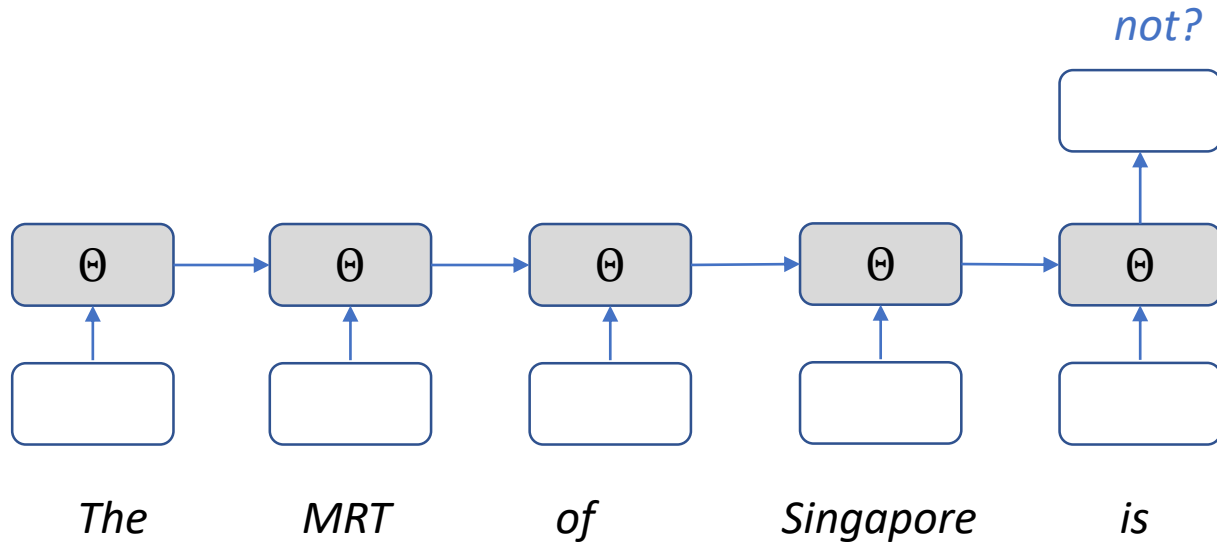 not?
Θ Θ Θ Θ Θ
The MRT of Singapore is